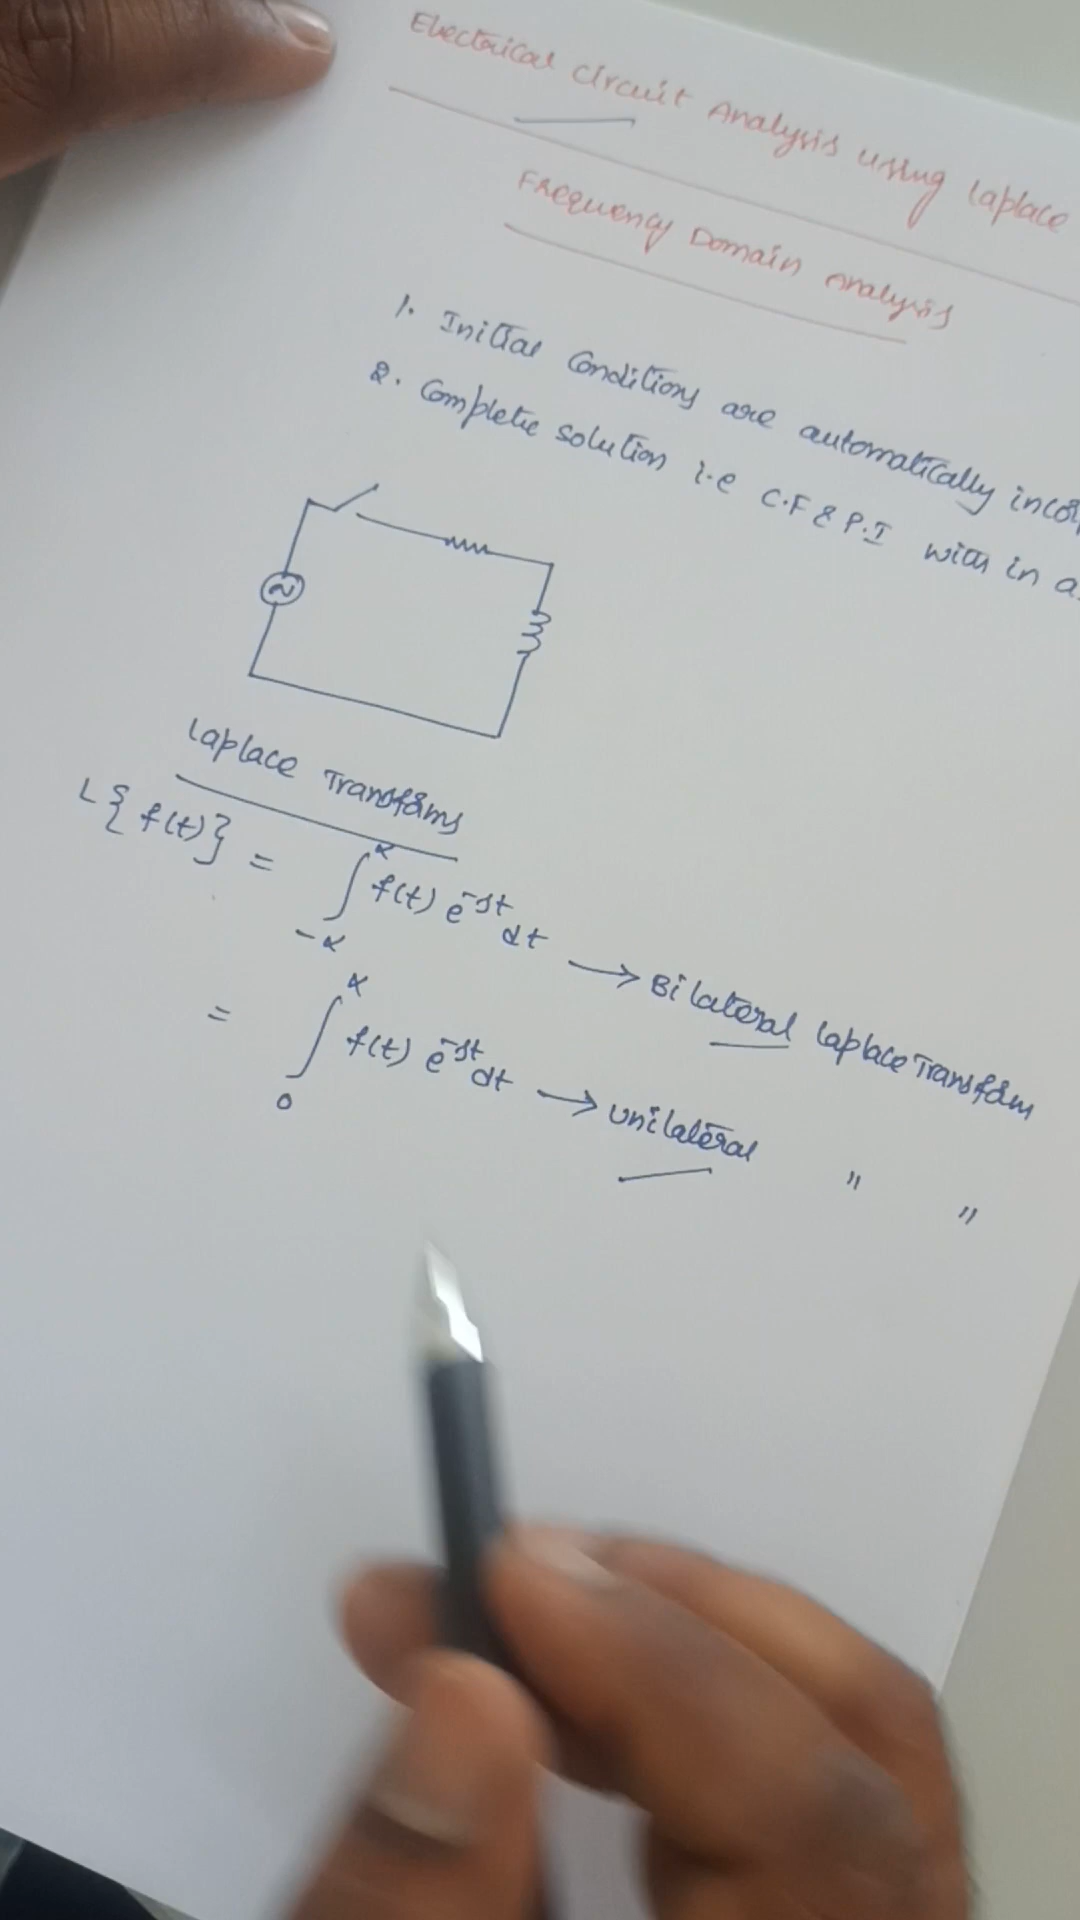 Electrical Circuit Analysis using Laplace
Frequency Domain Analysis
1. Initial Conditions are automatically
2. Complete solution i.e C.F & P.I with in
Laplace Transforms
L{f(t)} = ∫_{-∝}^{∝} f(t) e^{-st} dt → Bilateral Laplace Transform
= ∫_{0}^{∝} f(t) e^{-st} dt → Unilateral " "